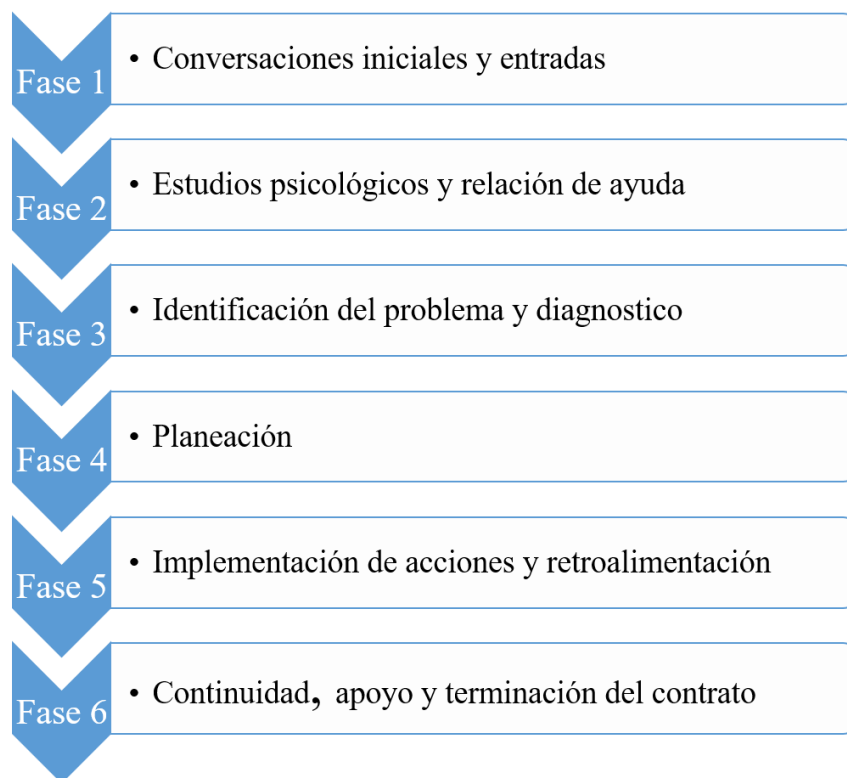 Fase 1
• Conversaciones iniciales y entradas
Fase 2
• Estudios psicológicos y relación de ayuda
Fase 3
• Identificación del problema y diagnostico
Fase 4
• Planeación
Fase 5
• Implementación de acciones y retroalimentación
Fase 6
• Continuidad, apoyo y terminación del contrato